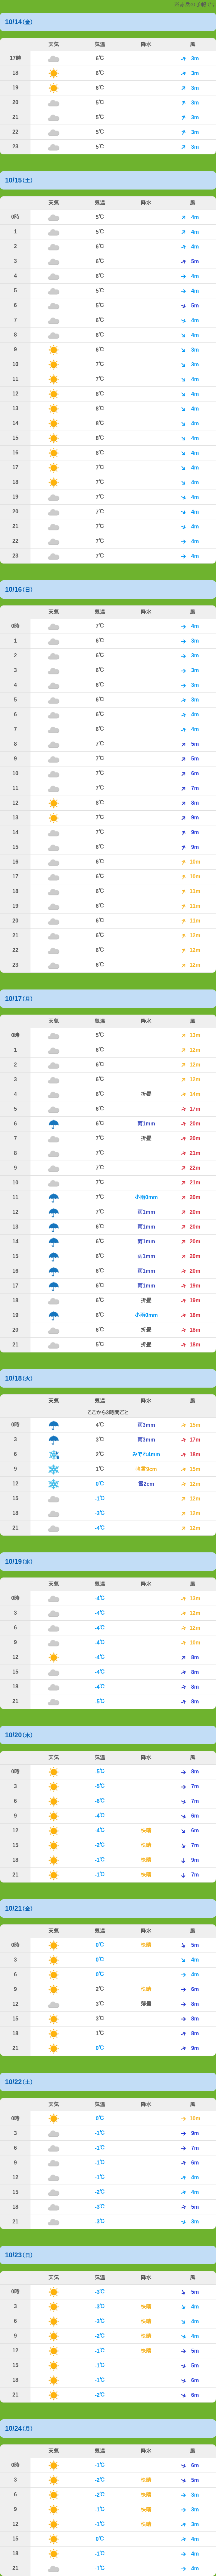 ※奥穂の予報です
10/14(金)
天気 気温 降水 風
17時 6℃ 3m
18 6℃ 3m
19 6℃ 3m
20 5℃ 3m
21 5℃ 3m
22 5℃ 3m
23 5℃ 3m
10/15(土)
天気 気温 降水 風
0時 5℃ 4m
1 5℃ 4m
2 6℃ 4m
3 6℃ 5m
4 6℃ 4m
5 5℃ 4m
6 5℃ 5m
7 6℃ 4m
8 6℃ 4m
9 6℃ 3m
10 7℃ 3m
11 7℃ 4m
12 8℃ 4m
13 8℃ 4m
14 8℃ 4m
15 8℃ 4m
16 8℃ 4m
17 7℃ 4m
18 7℃ 4m
19 7℃ 4m
20 7℃ 4m
21 7℃ 4m
22 7℃ 4m
23 7℃ 4m
10/16(日)
天気 気温 降水 風
0時 7℃ 4m
1 6℃ 3m
2 6℃ 3m
3 6℃ 3m
4 6℃ 3m
5 6℃ 3m
6 6℃ 4m
7 6℃ 4m
8 7℃ 5m
9 7℃ 5m
10 7℃ 6m
11 7℃ 7m
12 8℃ 8m
13 7℃ 9m
14 7℃ 9m
15 6℃ 9m
16 6℃ 10m
17 6℃ 10m
18 6℃ 11m
19 6℃ 11m
20 6℃ 11m
21 6℃ 12m
22 6℃ 12m
23 6℃ 12m
10/17(月)
天気 気温 降水 風
0時 5℃ 13m
1 6℃ 12m
2 6℃ 12m
3 6℃ 12m
4 6℃ 折曇 14m
5 6℃ 17m
6 6℃ 雨1mm 20m
7 7℃ 折曇 20m
8 7℃ 21m
9 7℃ 22m
10 7℃ 21m
11 7℃ 小雨0mm 20m
12 7℃ 雨1mm 20m
13 6℃ 雨1mm 20m
14 6℃ 雨1mm 20m
15 6℃ 雨1mm 20m
16 6℃ 雨1mm 20m
17 6℃ 雨1mm 19m
18 6℃ 折曇 19m
19 6℃ 小雨0mm 18m
20 6℃ 折曇 18m
21 5℃ 折曇 18m
10/18(火)
天気 気温 降水 風
ここから3時間ごと
0時 4℃ 雨3mm 15m
3 3℃ 雨3mm 17m
6 2℃ みぞれ4mm 18m
9 1℃ 強雪9cm 15m
12 0℃ 雪2cm 12m
15 -1℃ 12m
18 -3℃ 12m
21 -4℃ 12m
10/19(水)
天気 気温 降水 風
0時 -4℃ 13m
3 -4℃ 12m
6 -4℃ 12m
9 -4℃ 10m
12 -4℃ 8m
15 -4℃ 8m
18 -4℃ 8m
21 -5℃ 8m
10/20(木)
天気 気温 降水 風
0時 -5℃ 8m
3 -5℃ 7m
6 -6℃ 7m
9 -4℃ 6m
12 -4℃ 快晴 6m
15 -2℃ 快晴 7m
18 -1℃ 快晴 9m
21 -1℃ 快晴 7m
10/21(金)
天気 気温 降水 風
0時 0℃ 快晴 5m
3 0℃ 4m
6 0℃ 4m
9 2℃ 快晴 6m
12 3℃ 薄曇 8m
15 3℃ 8m
18 1℃ 8m
21 0℃ 9m
10/22(土)
天気 気温 降水 風
0時 0℃ 10m
3 -1℃ 9m
6 -1℃ 7m
9 -1℃ 6m
12 -1℃ 4m
15 -2℃ 4m
18 -3℃ 5m
21 -3℃ 3m
10/23(日)
天気 気温 降水 風
0時 -3℃ 5m
3 -3℃ 快晴 4m
6 -3℃ 快晴 4m
9 -2℃ 快晴 4m
12 -1℃ 快晴 5m
15 -1℃ 5m
18 -1℃ 6m
21 -2℃ 6m
10/24(月)
天気 気温 降水 風
0時 -1℃ 6m
3 -2℃ 快晴 5m
6 -2℃ 快晴 3m
9 -1℃ 快晴 3m
12 -1℃ 快晴 3m
15 0℃ 4m
18 -1℃ 4m
21 -1℃ 4m